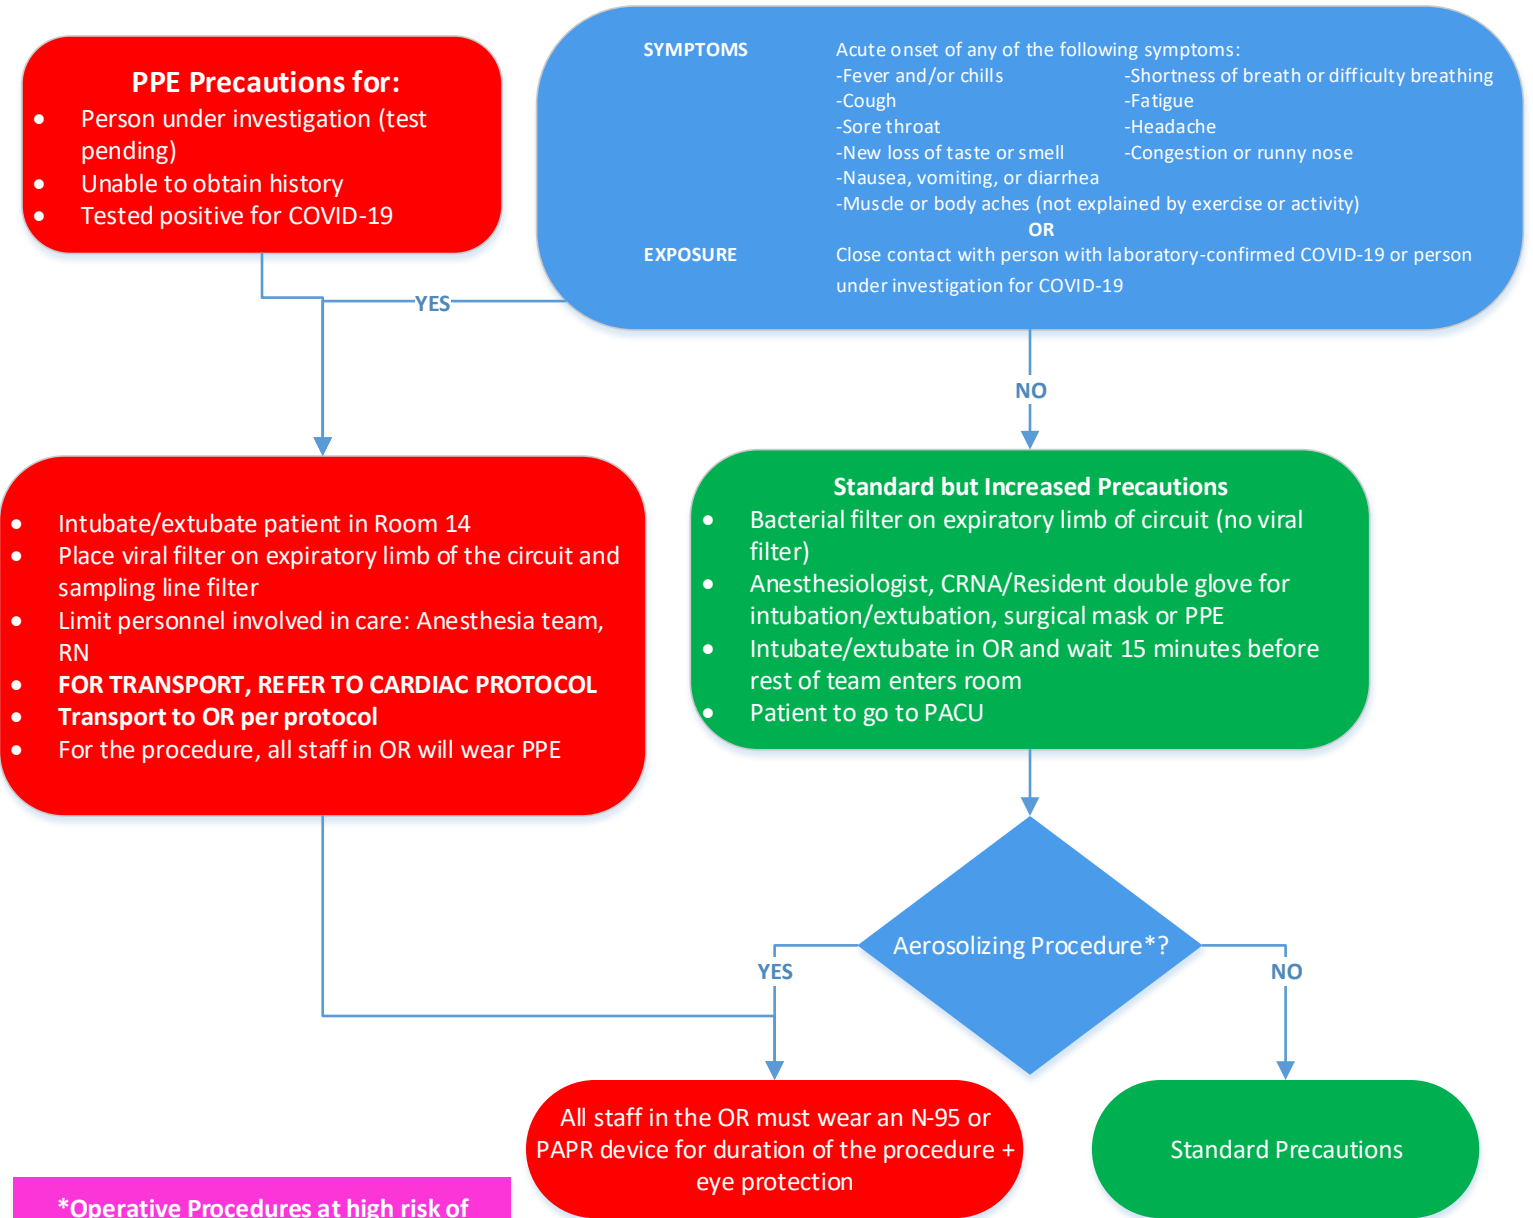 PPE Precautions for:
• Person under investigation (test
pending)
• Unable to obtain history
• Tested positive for COVID-19
SYMPTOMS Acute onset of any of the following symptoms:
-Fever and/or chills -Shortness of breath or difficulty breathing
-Cough -Fatigue
-Sore throat -Headache
-New loss of taste or smell -Congestion or runny nose
-Nausea, vomiting, or diarrhea
-Muscle or body aches (not explained by exercise or activity)
OR
EXPOSURE Close contact with person with laboratory-confirmed COVID-19 or person
under investigation for COVID-19
YES
NO
• Intubate/extubate patient in Room 14
• Place viral filter on expiratory limb of the circuit and
sampling line filter
• Limit personnel involved in care: Anesthesia team,
RN
• FOR TRANSPORT, REFER TO CARDIAC PROTOCOL
• Transport to OR per protocol
• For the procedure, all staff in OR will wear PPE
Standard but Increased Precautions
• Bacterial filter on expiratory limb of circuit (no viral
filter)
• Anesthesiologist, CRNA/Resident double glove for
intubation/extubation, surgical mask or PPE
• Intubate/extubate in OR and wait 15 minutes before
rest of team enters room
• Patient to go to PACU
Aerosolizing Procedure*?
YES
NO
All staff in the OR must wear an N-95 or
PAPR device for duration of the procedure +
eye protection
Standard Precautions
*Operative Procedures at high risk of